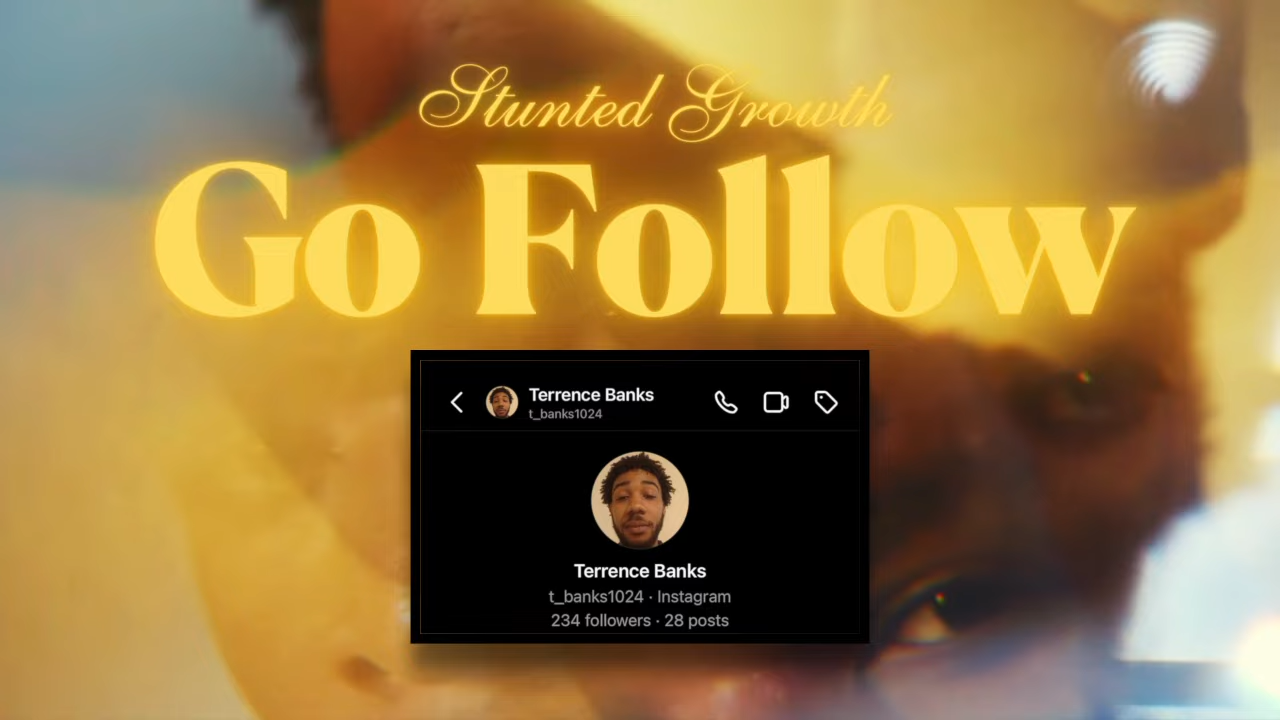 Stunted Growth
Go Follow
Terrence Banks
t_banks1024
Terrence Banks
t_banks1024 · Instagram
234 followers · 28 posts